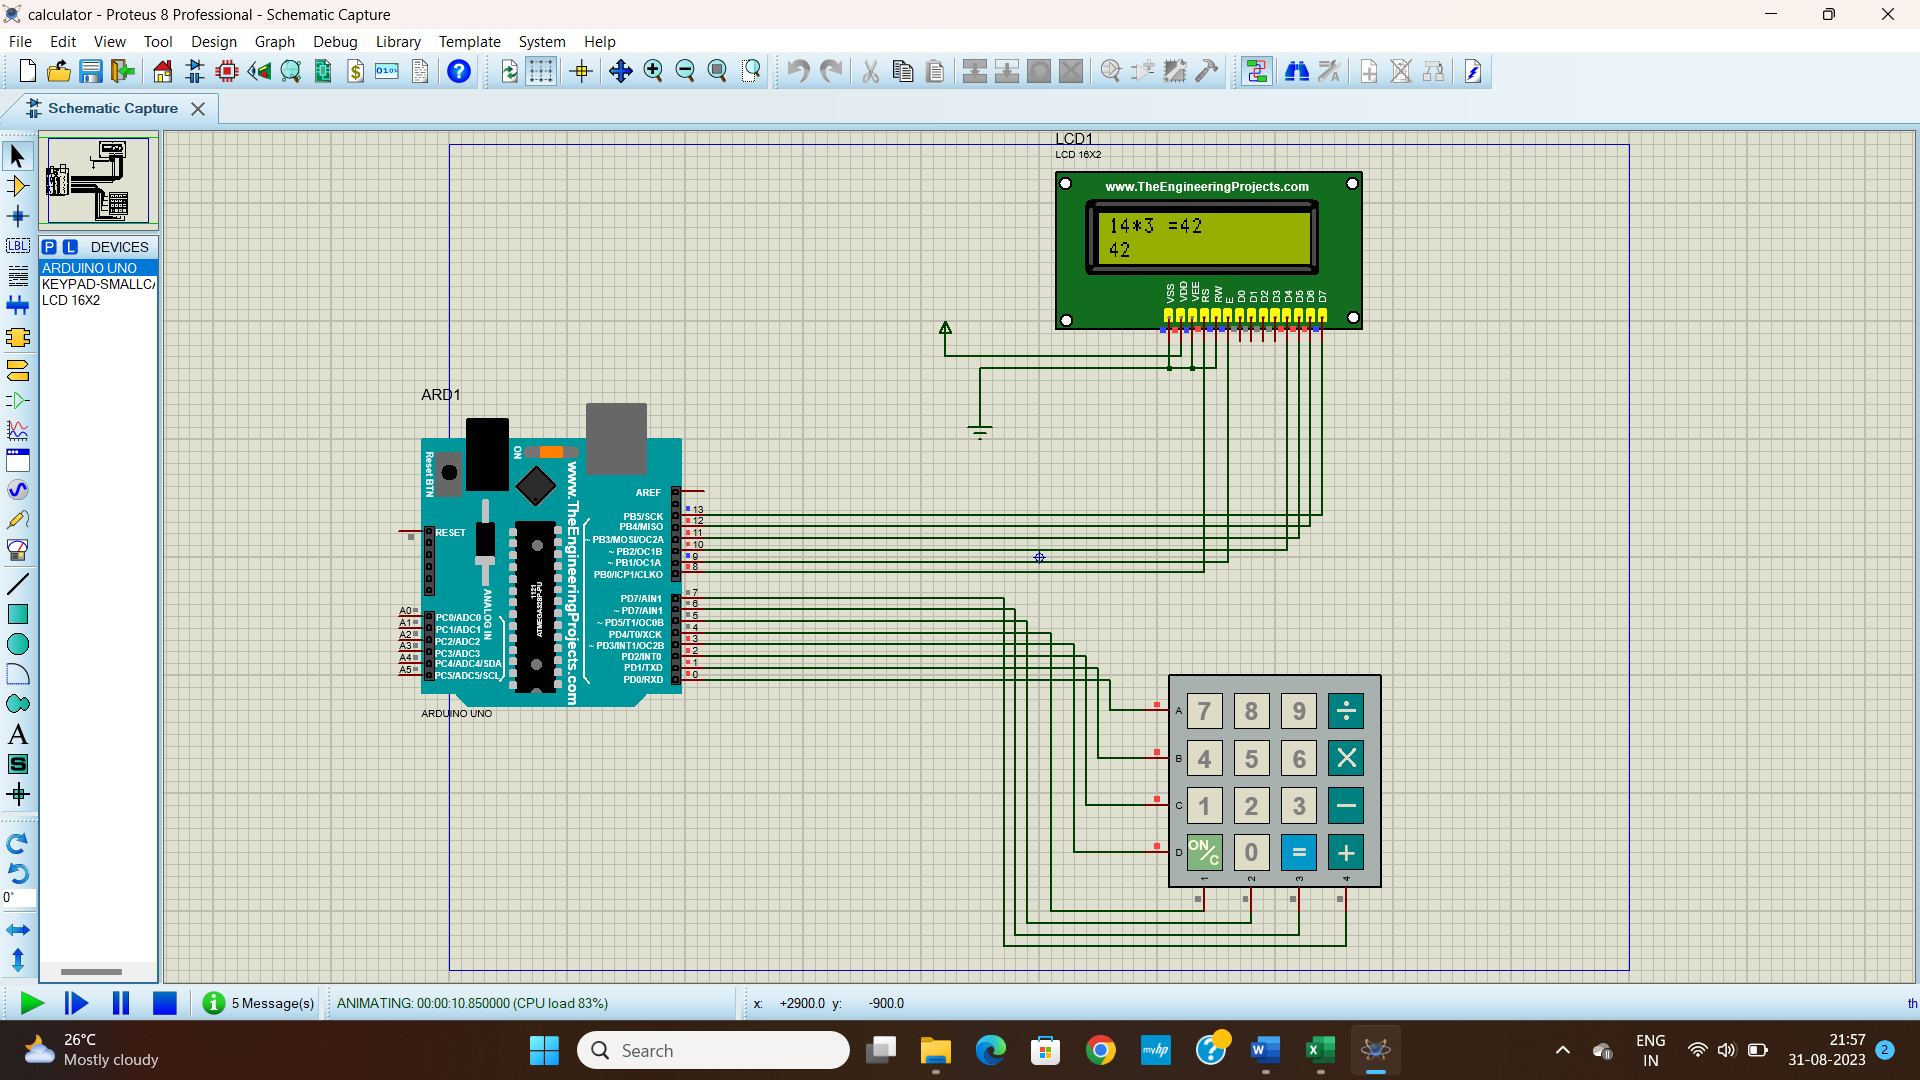 calculator - Proteus 8 Professional - Schematic Capture
File Edit View Tool Design Graph Debug Library Template System Help
Schematic Capture
P L DEVICES
ARDUINO UNO
KEYPAD-SMALLCA
LCD 16X2
LBL
A
S
0°
LCD1
LCD 16X2
www.TheEngineeringProjects.com
14*3 =42
42
VSS VDD VEE RS RW E D0 D1 D2 D3 D4 D5 D6 D7
ARD1
Reset BTN
ON
www.TheEngineeringProjects.com
ANALOG IN
1121
ATMEGA328P-PU
AREF
RESET
PB5/SCK 13
PB4/MISO 12
~ PB3/MOSI/OC2A 11
~ PB2/OC1B 10
~ PB1/OC1A 9
PB0/ICP1/CLKO 8
PD7/AIN1 7
~ PD7/AIN1 6
~ PD5/T1/OC0B 5
PD4/T0/XCK 4
~ PD3/INT1/OC2B 3
PD2/INT0 2
PD1/TXD 1
PD0/RXD 0
A0 PC0/ADC0
A1 PC1/ADC1
A2 PC2/ADC2
A3 PC3/ADC3
A4 PC4/ADC4/SDA
A5 PC5/ADC5/SCL
ARDUINO UNO
A 7 8 9 ÷
B 4 5 6 ×
C 1 2 3 −
D ON/C 0 = +
1 2 3 4
5 Message(s)
ANIMATING: 00:00:10.850000 (CPU load 83%)
x: +2900.0 y: -900.0
th
26°C
Mostly cloudy
Search
myhp
ENG
IN
21:57
31-08-2023
2